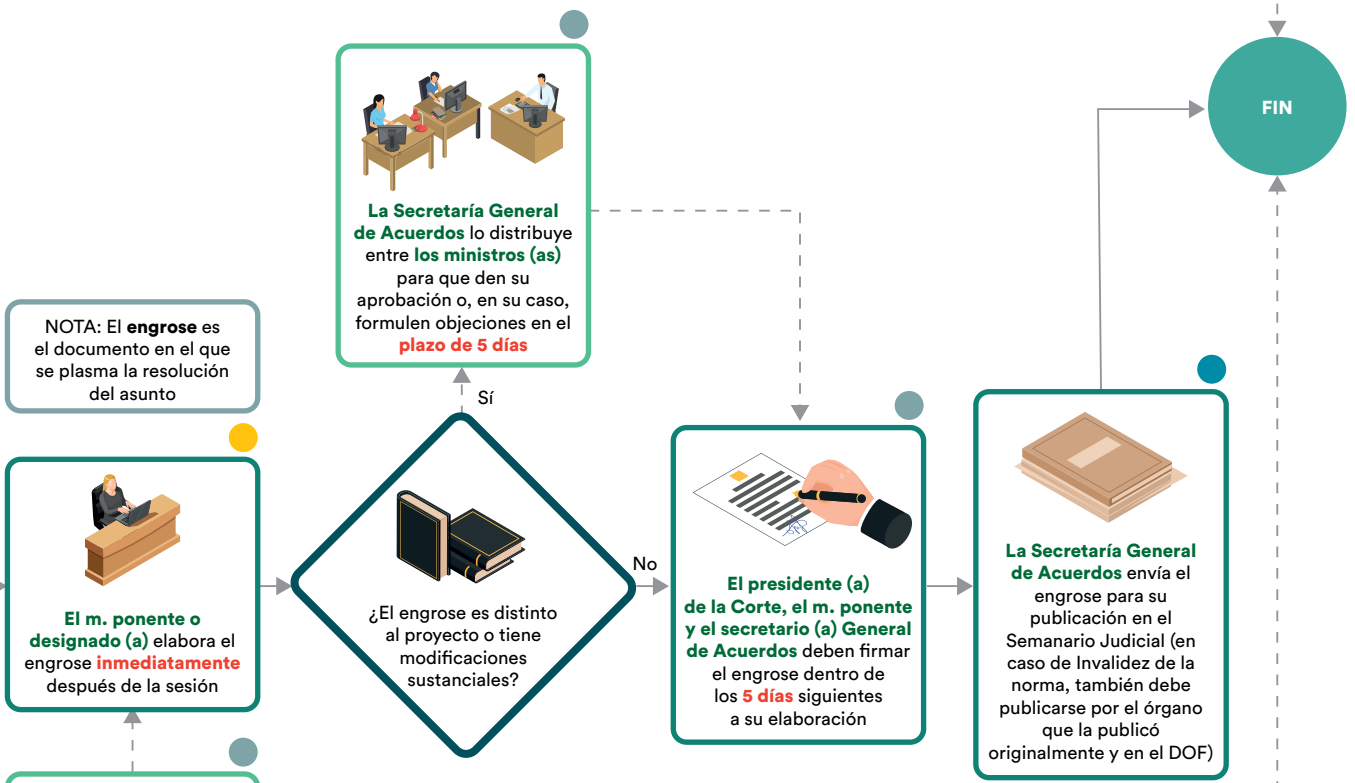 NOTA: El engrose es
el documento en el que
se plasma la resolución
del asunto
El m. ponente o
designado (a) elabora el
engrose inmediatamente
después de la sesión
¿El engrose es distinto
al proyecto o tiene
modificaciones
sustanciales?
Sí
La Secretaría General
de Acuerdos lo distribuye
entre los ministros (as)
para que den su
aprobación o, en su caso,
formulen objeciones en el
plazo de 5 días
No
El presidente (a)
de la Corte, el m. ponente
y el secretario (a) General
de Acuerdos deben firmar
el engrose dentro de
los 5 días siguientes
a su elaboración
La Secretaría General
de Acuerdos envía el
engrose para su
publicación en el
Semanario Judicial (en
caso de Invalidez de la
norma, también debe
publicarse por el órgano
que la publicó
originalmente y en el DOF)
FIN